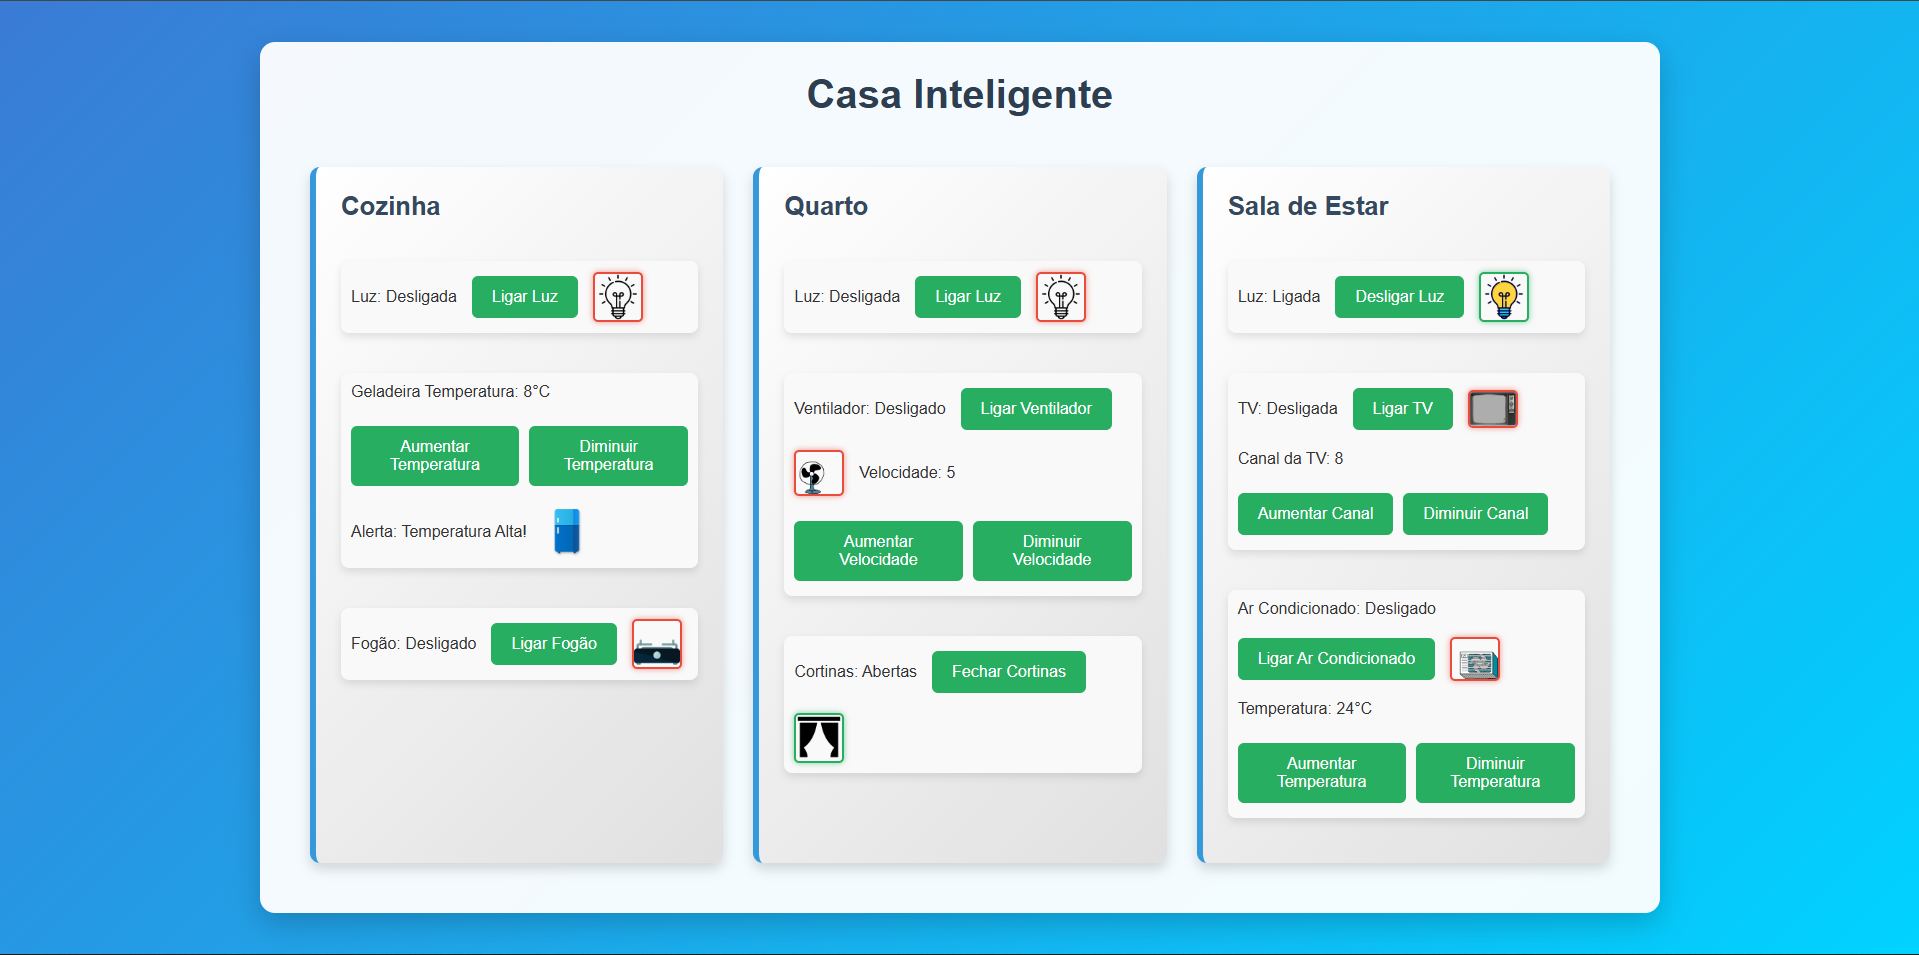 Casa Inteligente
Cozinha
Luz: Desligada
Ligar Luz
Geladeira Temperatura: 8°C
Aumentar
Temperatura
Diminuir
Temperatura
Alerta: Temperatura Alta!
Fogão: Desligado
Ligar Fogão
Quarto
Luz: Desligada
Ligar Luz
Ventilador: Desligado
Ligar Ventilador
Velocidade: 5
Aumentar
Velocidade
Diminuir
Velocidade
Cortinas: Abertas
Fechar Cortinas
Sala de Estar
Luz: Ligada
Desligar Luz
TV: Desligada
Ligar TV
Canal da TV: 8
Aumentar Canal
Diminuir Canal
Ar Condicionado: Desligado
Ligar Ar Condicionado
Temperatura: 24°C
Aumentar
Temperatura
Diminuir
Temperatura